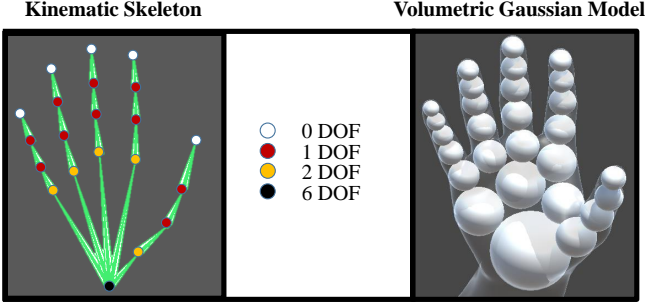 Kinematic Skeleton
Volumetric Gaussian Model
0 DOF
1 DOF
2 DOF
6 DOF